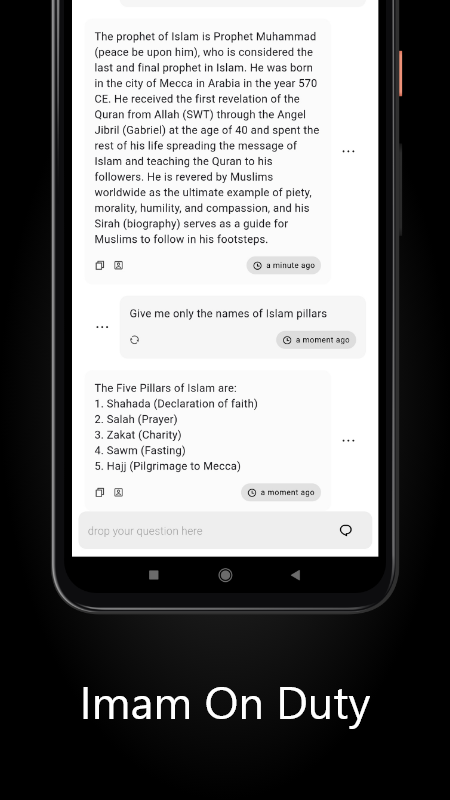 The prophet of Islam is Prophet Muhammad
(peace be upon him), who is considered the
last and final prophet in Islam. He was born
in the city of Mecca in Arabia in the year 570
CE. He received the first revelation of the
Quran from Allah (SWT) through the Angel
Jibril (Gabriel) at the age of 40 and spent the
rest of his life spreading the message of
Islam and teaching the Quran to his
followers. He is revered by Muslims
worldwide as the ultimate example of piety,
morality, humility, and compassion, and his
Sirah (biography) serves as a guide for
Muslims to follow in his footsteps.
a minute ago
Give me only the names of Islam pillars
a moment ago
The Five Pillars of Islam are:
1. Shahada (Declaration of faith)
2. Salah (Prayer)
3. Zakat (Charity)
4. Sawm (Fasting)
5. Hajj (Pilgrimage to Mecca)
a moment ago
drop your question here
Imam On Duty